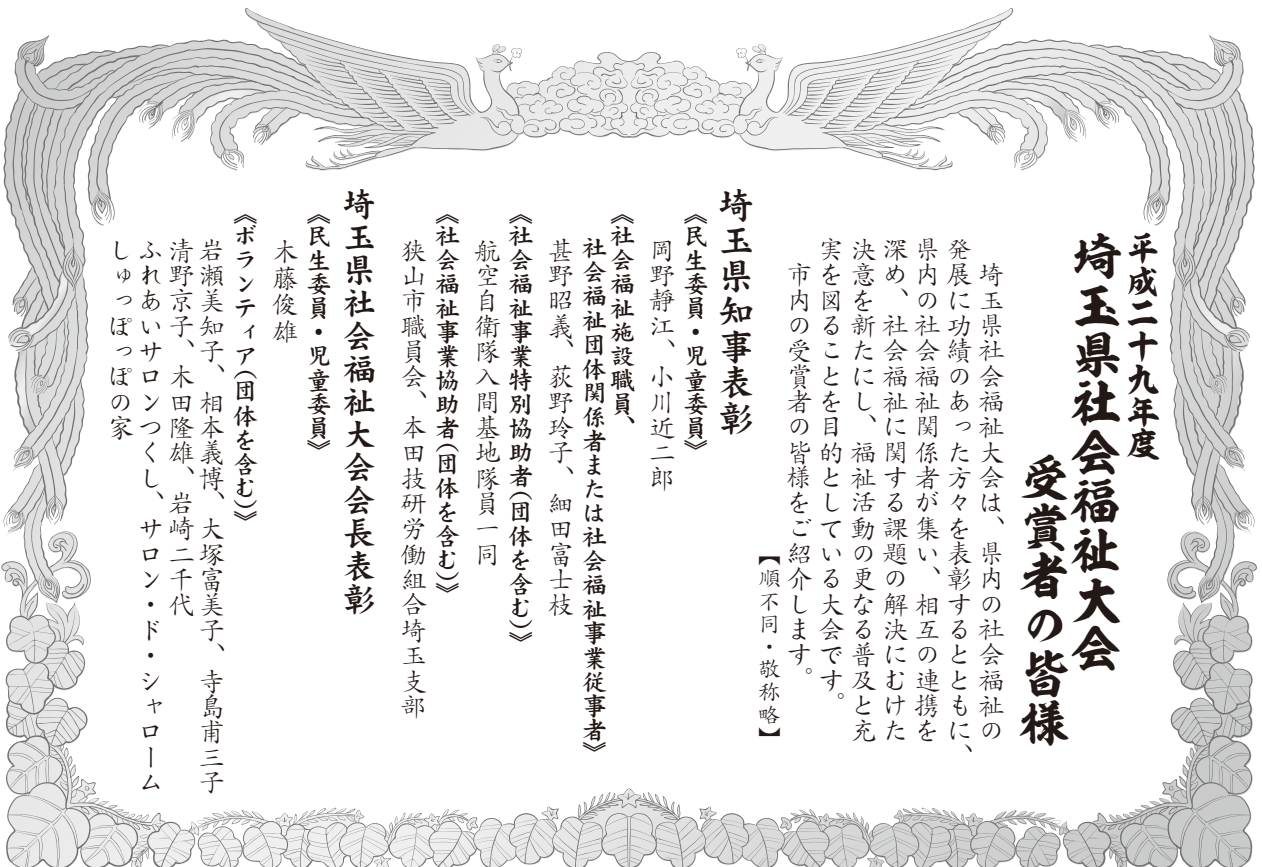 平成二十九年度
埼玉県社会福祉大会
受賞者の皆様
埼玉県社会福祉大会は、県内の社会福祉の
発展に功績のあった方々を表彰するとともに、
県内の社会福祉関係者が集い、相互の連携を
深め、社会福祉に関する課題の解決にむけた
決意を新たにし、福祉活動の更なる普及と充
実を図ることを目的としている大会です。
市内の受賞者の皆様をご紹介します。
【順不同・敬称略】
埼玉県知事表彰
《民生委員・児童委員》
岡野靜江、小川近二郎
《社会福祉施設職員、
社会福祉団体関係者または社会福祉事業従事者》
甚野昭義、荻野玲子、細田富士枝
《社会福祉事業特別協助者(団体を含む)》
航空自衛隊入間基地隊員一同
《社会福祉事業協助者(団体を含む)》
狭山市職員会、本田技研労働組合埼玉支部
埼玉県社会福祉大会会長表彰
《民生委員・児童委員》
木藤俊雄
《ボランティア(団体を含む)》
岩瀬美知子、相本義博、大塚富美子、寺島甫三子
清野京子、木田隆雄、岩崎二千代
ふれあいサロンつくし、サロン・ド・シャローム
しゅっぽっぽの家